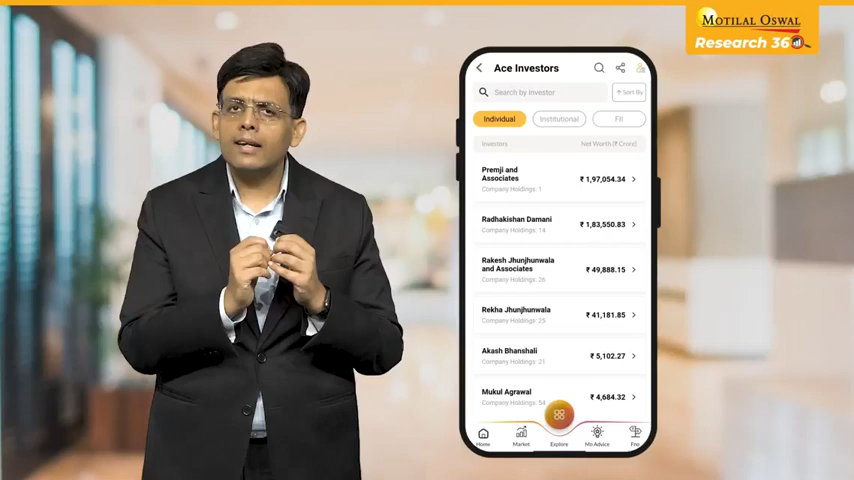 MOTILAL OSWAL
Research 360
Ace Investors
Search by investor
↑ Sort By
Individual
Institutional
FII
Investors
Net Worth (₹ Crore)
Premji and
Associates
Company Holdings: 1
₹ 1,97,054.34
Radhakishan Damani
Company Holdings: 14
₹ 1,83,550.83
Rakesh Jhunjhunwala
and Associates
Company Holdings: 26
₹ 49,888.15
Rekha Jhunjhunwala
Company Holdings: 25
₹ 41,181.85
Akash Bhanshali
Company Holdings: 21
₹ 5,102.27
Mukul Agrawal
Company Holdings: 54
₹ 4,684.32
Home
Market
Explore
Mo Advice
Fno